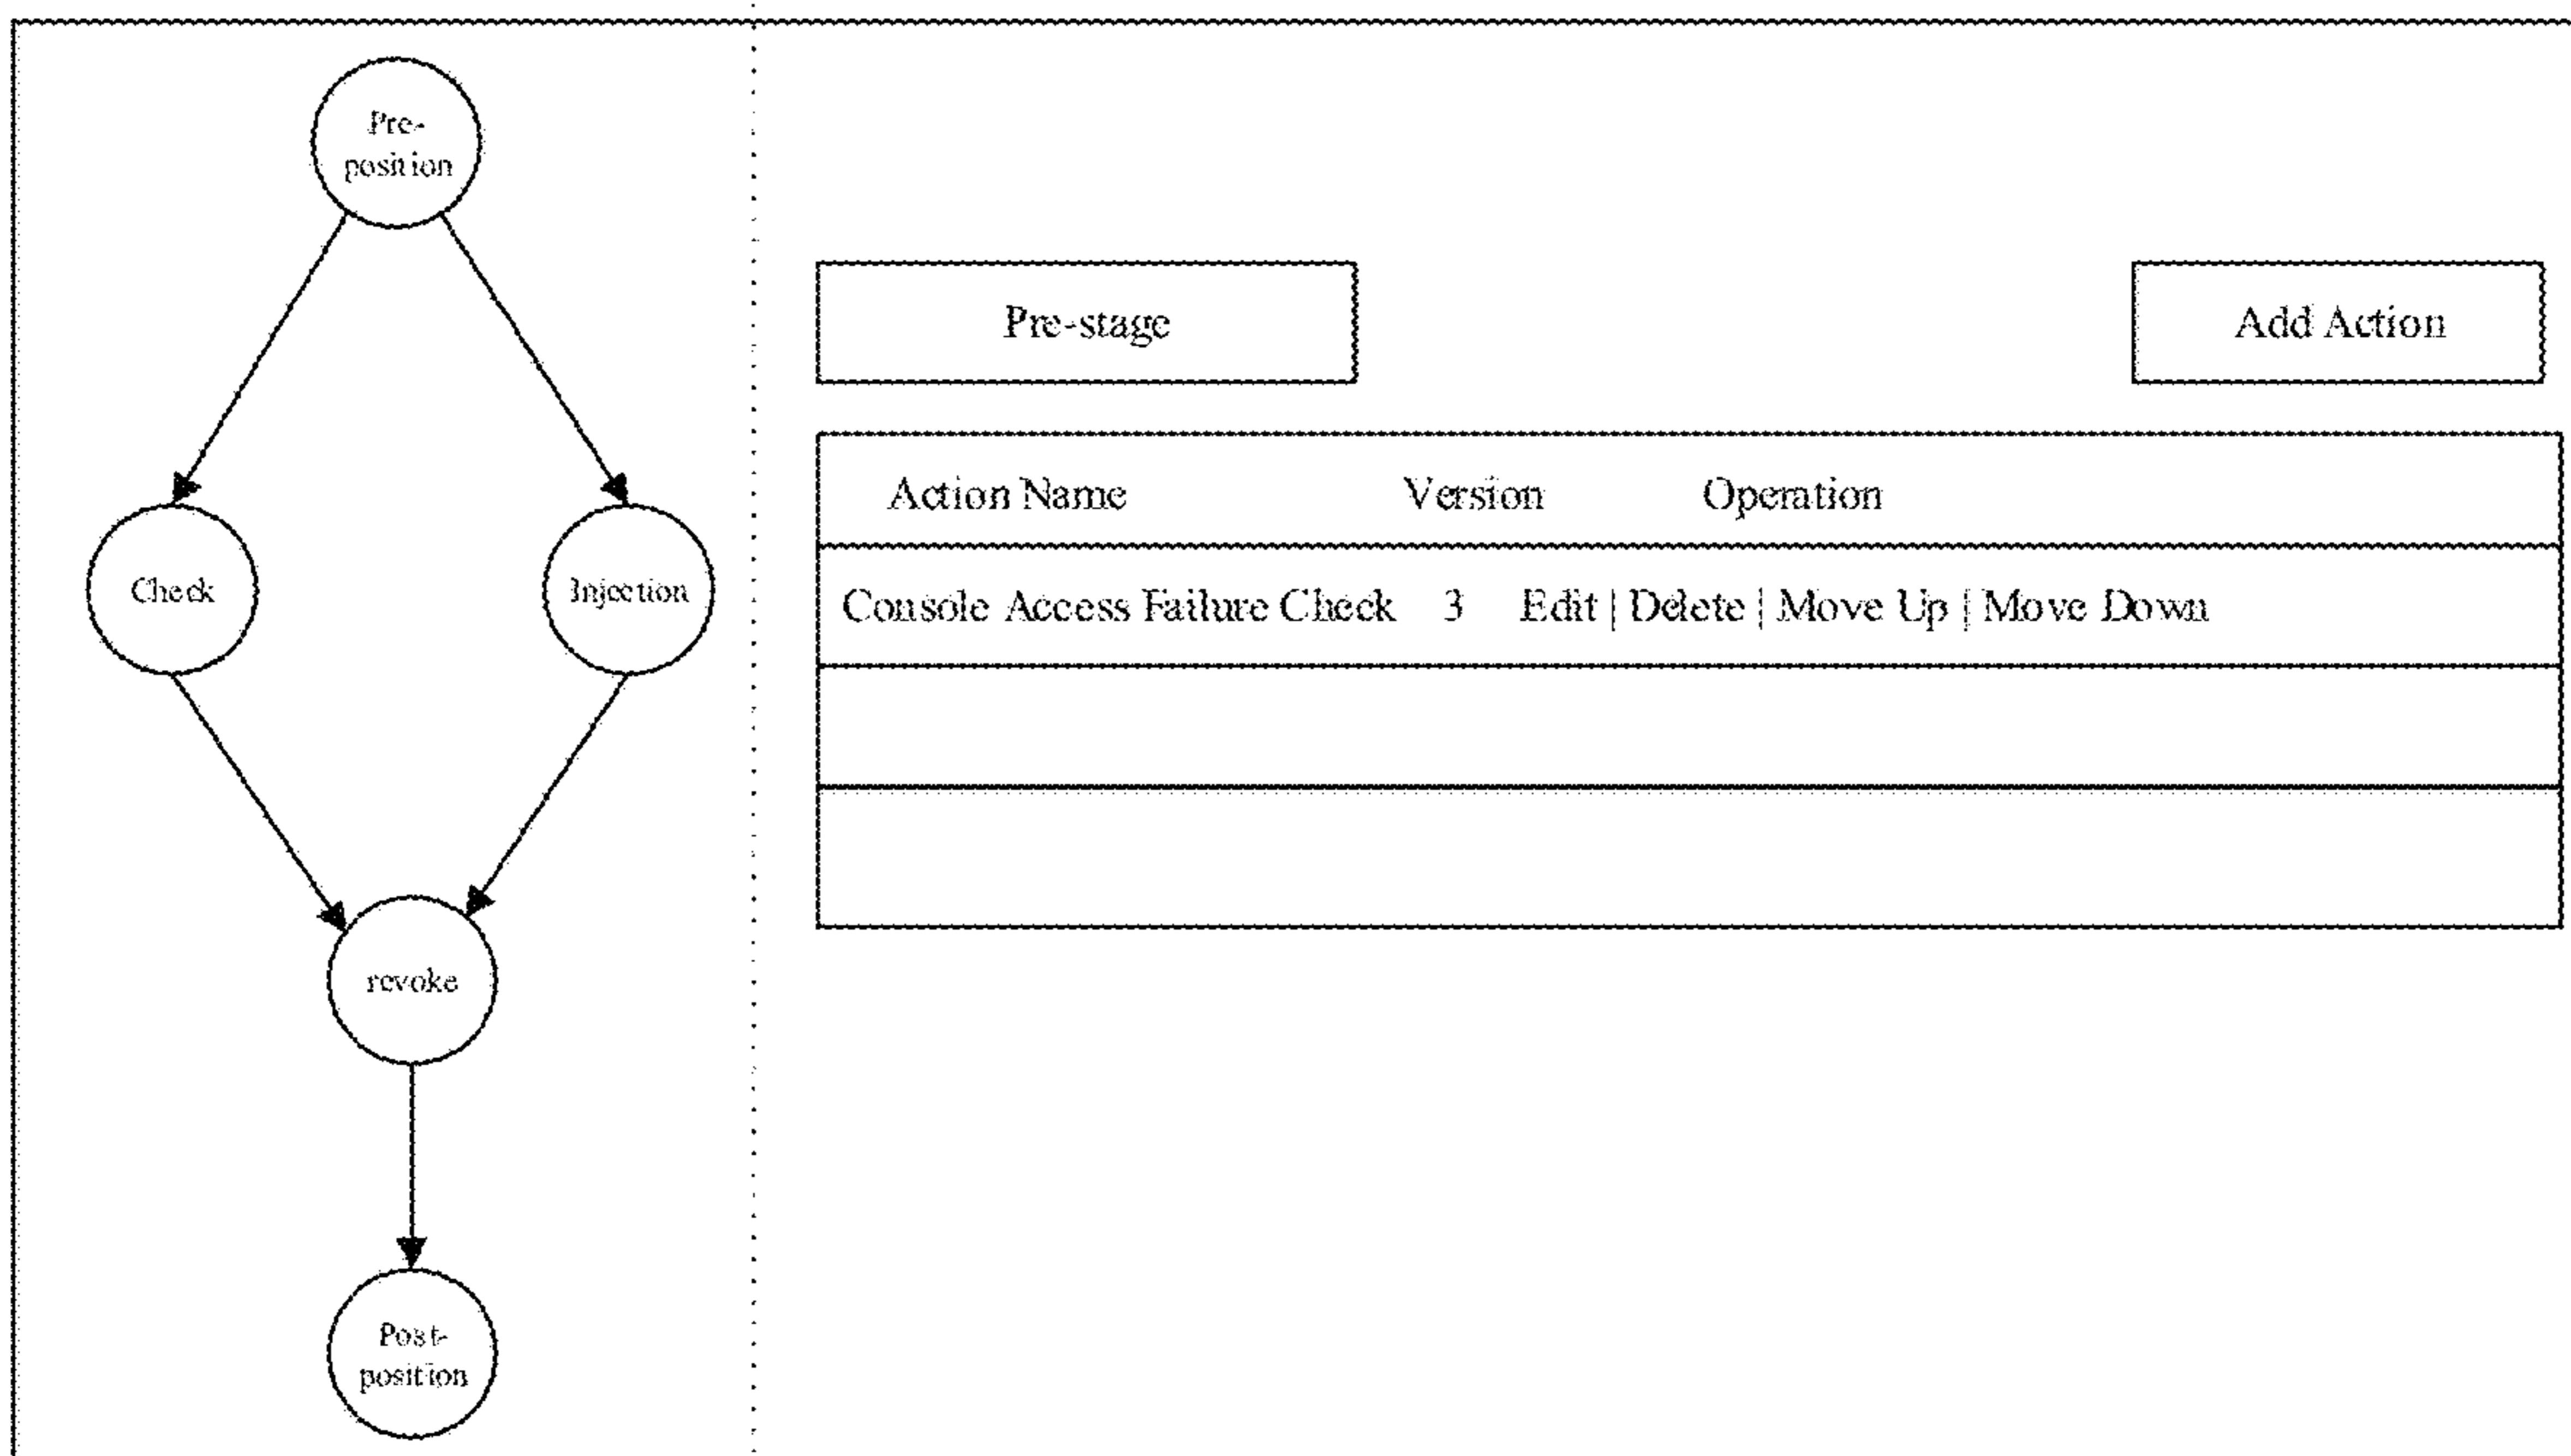 Pre-
position
Check
Injection
revoke
Post-
position
Pre-stage
Add Action
Action Name Version Operation
Console Access Failure Check 3 Edit | Delete | Move Up | Move Down